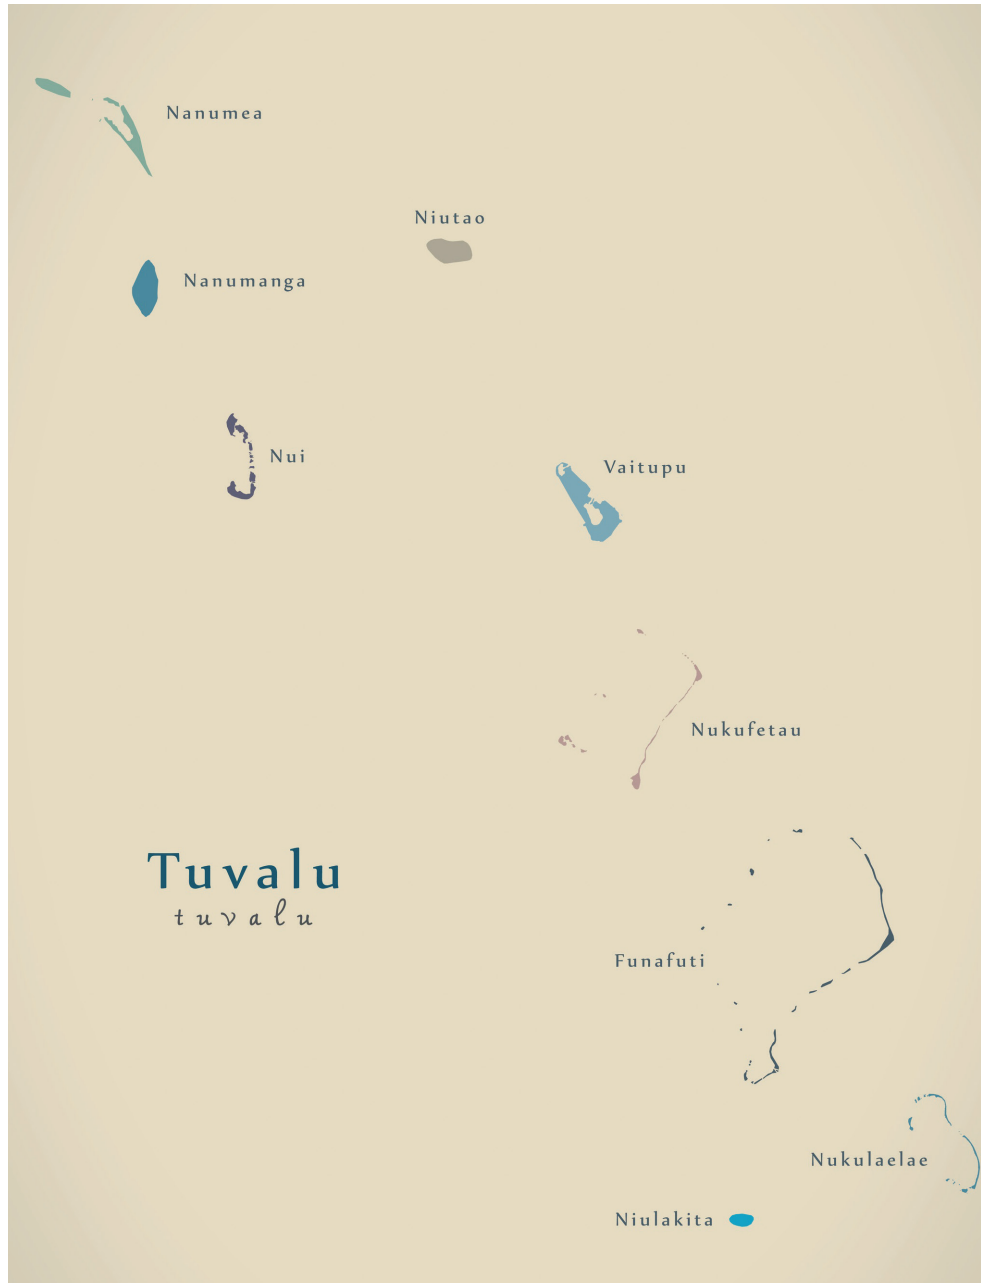 Nanumea
Niutao
Nanumanga
Nui
Vaitupu
Nukufetau
Tuvalu
tuvalu
Funafuti
Nukulaelae
Niulakita